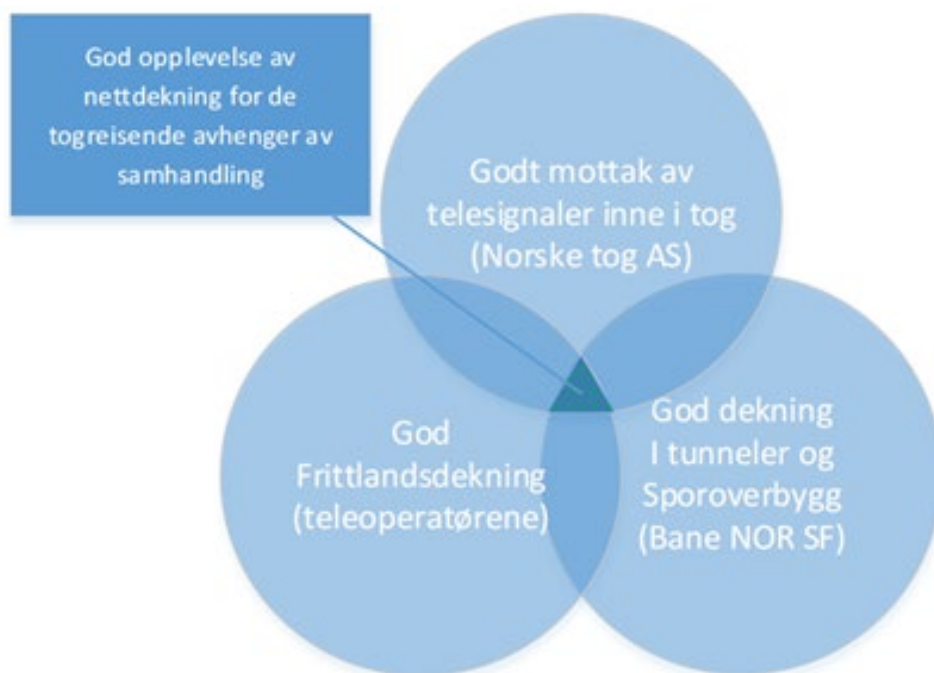 God opplevelse av
nettdekning for de
togreisende avhenger av
samhandling
Godt mottak av
telesignaler inne i tog
(Norske tog AS)
God
Frittlandsdekning
(teleoperatørene)
God dekning
I tunneler og
Sporoverbygg
(Bane NOR SF)